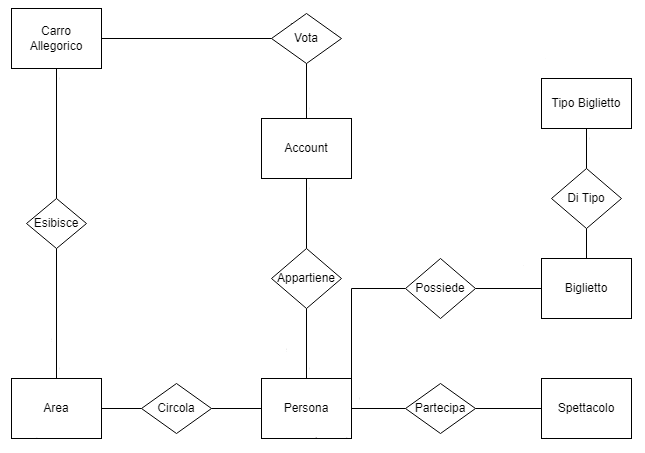 Carro
Allegorico
Vota
Tipo Biglietto
Account
Di Tipo
Esibisce
Appartiene
Possiede
Biglietto
Area
Circola
Persona
Partecipa
Spettacolo